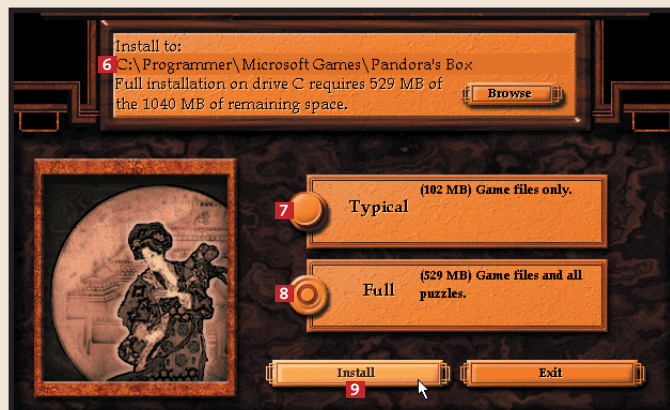 Install to:
6 C:\Programmer\Microsoft Games\Pandora's Box
Full installation on drive C requires 529 MB of
the 1040 MB of remaining space.
Browse
7 Typical
(102 MB) Game files only.
8 Full
(529 MB) Game files and all
puzzles.
Install
Exit
9